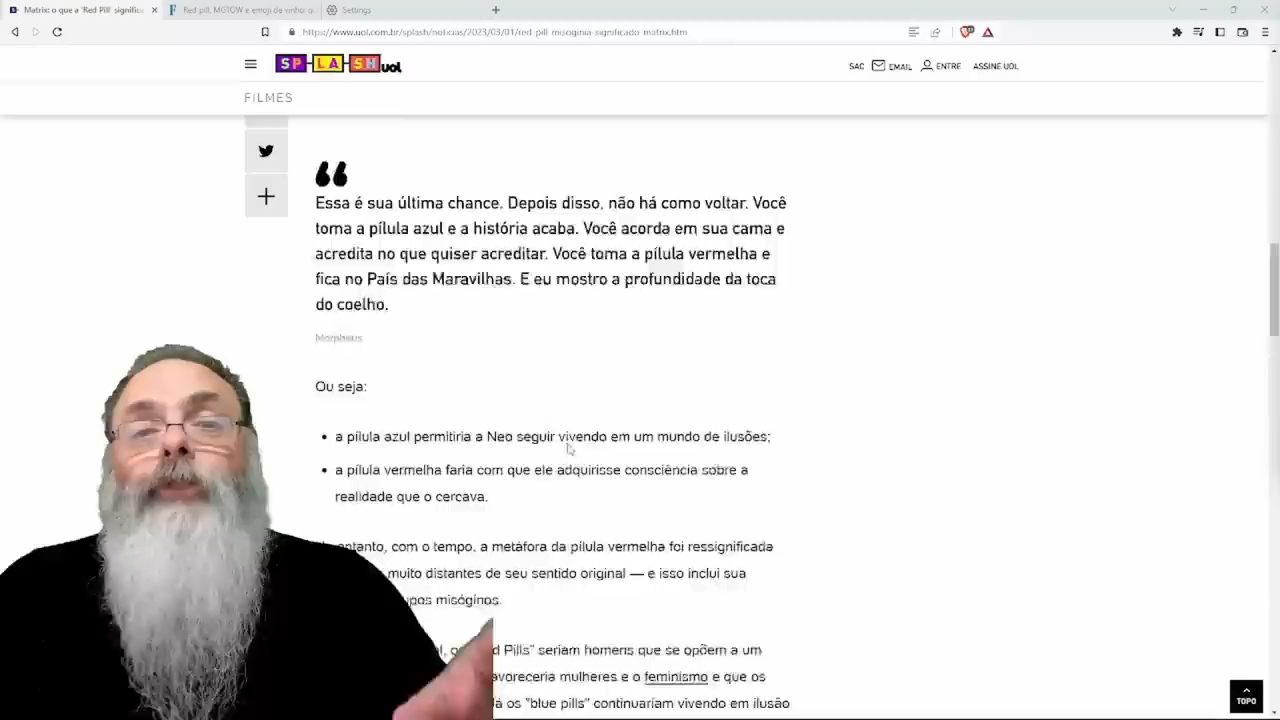 Matrix: o que a 'Red Pill' signific
Red pill, MGTOW e emoji de vinho: q
Settings
https://www.uol.com.br/splash/noticias/2023/03/01/red-pill-misoginia-significado-matrix.htm
SPLASH UOL
SAC EMAIL ENTRE ASSINE UOL
FILMES
Essa é sua última chance. Depois disso, não há como voltar. Você
toma a pílula azul e a história acaba. Você acorda em sua cama e
acredita no que quiser acreditar. Você toma a pílula vermelha e
fica no País das Maravilhas. E eu mostro a profundidade da toca
do coelho.
Morpheus
Ou seja:
a pílula azul permitiria a Neo seguir vivendo em um mundo de ilusões;
a pílula vermelha faria com que ele adquirisse consciência sobre a
realidade que o cercava.
entanto, com o tempo, a metáfora da pílula vermelha foi ressignificada
muito distantes de seu sentido original — e isso inclui sua
upos misóginos.
d Pills" seriam homens que se opõem a um
avoreceria mulheres e o feminismo e que os
os "blue pills" continuariam vivendo em ilusão
TOPO